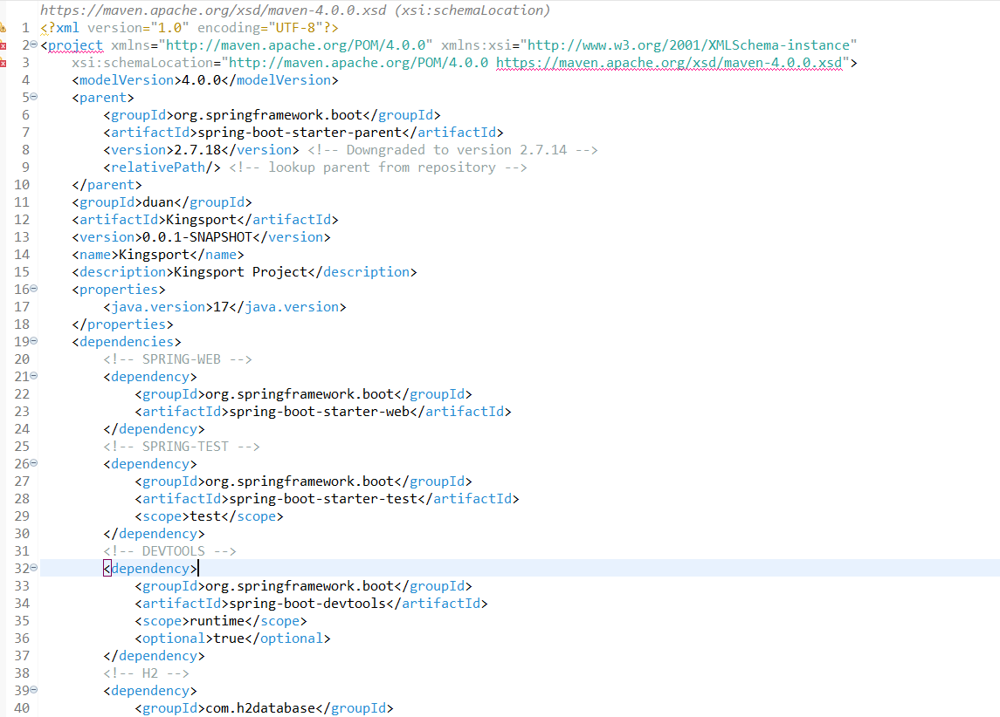 https://maven.apache.org/xsd/maven-4.0.0.xsd (xsi:schemaLocation)
1 <?xml version="1.0" encoding="UTF-8"?>
2 <project xmlns="http://maven.apache.org/POM/4.0.0" xmlns:xsi="http://www.w3.org/2001/XMLSchema-instance"
3 xsi:schemaLocation="http://maven.apache.org/POM/4.0.0 https://maven.apache.org/xsd/maven-4.0.0.xsd">
4 <modelVersion>4.0.0</modelVersion>
5 <parent>
6 <groupId>org.springframework.boot</groupId>
7 <artifactId>spring-boot-starter-parent</artifactId>
8 <version>2.7.18</version> <!-- Downgraded to version 2.7.14 -->
9 <relativePath/> <!-- lookup parent from repository -->
10 </parent>
11 <groupId>duan</groupId>
12 <artifactId>Kingsport</artifactId>
13 <version>0.0.1-SNAPSHOT</version>
14 <name>Kingsport</name>
15 <description>Kingsport Project</description>
16 <properties>
17 <java.version>17</java.version>
18 </properties>
19 <dependencies>
20 <!-- SPRING-WEB -->
21 <dependency>
22 <groupId>org.springframework.boot</groupId>
23 <artifactId>spring-boot-starter-web</artifactId>
24 </dependency>
25 <!-- SPRING-TEST -->
26 <dependency>
27 <groupId>org.springframework.boot</groupId>
28 <artifactId>spring-boot-starter-test</artifactId>
29 <scope>test</scope>
30 </dependency>
31 <!-- DEVTOOLS -->
32 <dependency>
33 <groupId>org.springframework.boot</groupId>
34 <artifactId>spring-boot-devtools</artifactId>
35 <scope>runtime</scope>
36 <optional>true</optional>
37 </dependency>
38 <!-- H2 -->
39 <dependency>
40 <groupId>com.h2database</groupId>